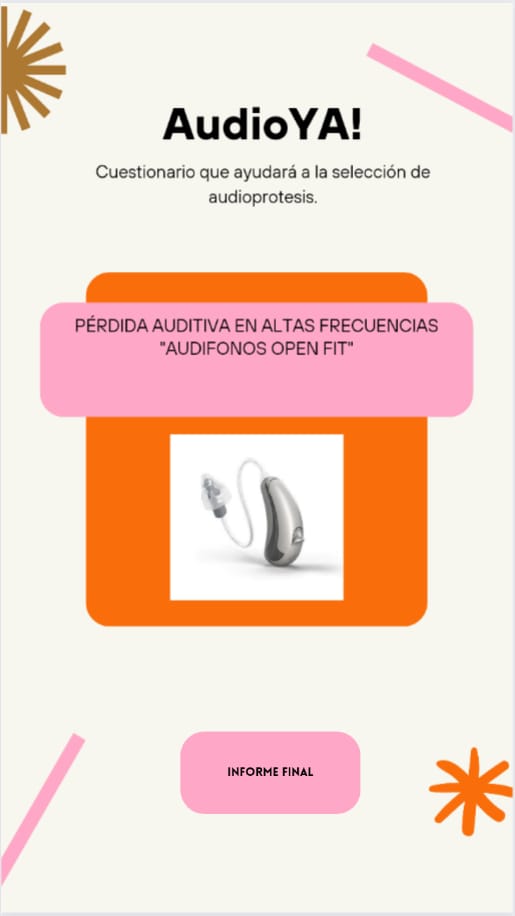 AudioYA!
Cuestionario que ayudará a la selección de
audioprotesis.
PÉRDIDA AUDITIVA EN ALTAS FRECUENCIAS
"AUDIFONOS OPEN FIT"
INFORME FINAL